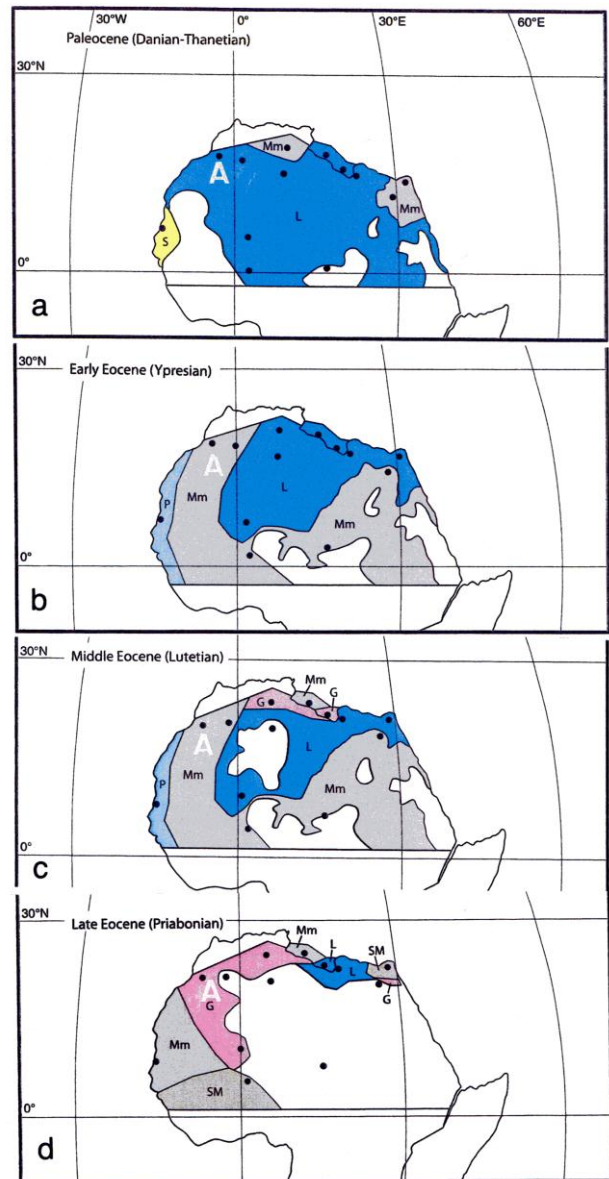 30°W 0° 30°E 60°E
Paleocene (Danian-Thanetian)
30°N
Mm
A
Mm
L
S
0°
a
30°N
Early Eocene (Ypresian)
A
P
Mm
L
Mm
0°
b
30°N
Middle Eocene (Lutetian)
Mm
G
G
A
L
Mm
Mm
P
0°
c
Late Eocene (Priabonian)
30°N
Mm
L
SM
L
A
G
G
Mm
SM
0°
d